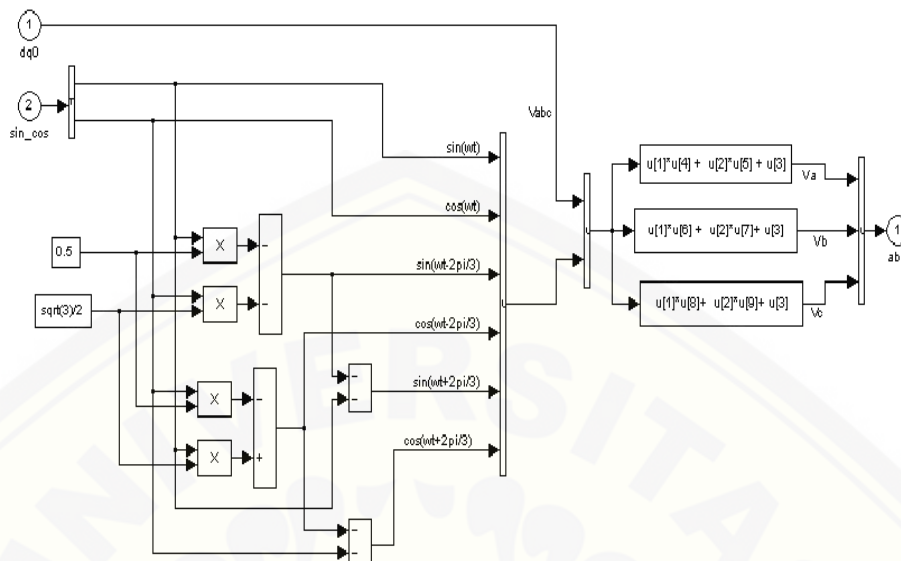 1
dq0
2
sin_cos
Vabc
sin(wt)
cos(wt)
0.5
sqrt(3)/2
X
-
X
-
sin(wt-2pi/3)
cos(wt-2pi/3)
X
-
X
+
-
-
sin(wt+2pi/3)
cos(wt+2pi/3)
-
-
u[1]*u[4] + u[2]*u[5] + u[3]
Va
u[1]*u[6] + u[2]*u[7]+ u[3]
Vb
u[1]*u[8]+ u[2]*u[9]+ u[3]
Vc
1
ab
UNIVERSITA